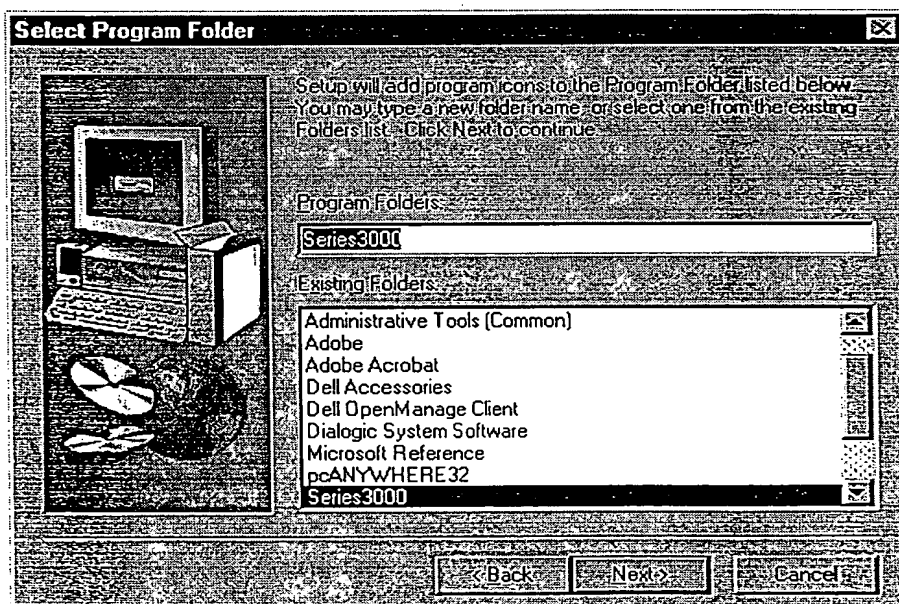 Select Program Folder
Setup will add program icons to the Program Folder listed below.
You may type a new folder name, or select one from the existing
Folders list. Click Next to continue.
Program Folders:
Series3000
Existing Folders:
Administrative Tools (Common)
Adobe
Adobe Acrobat
Dell Accessories
Dell OpenManage Client
Dialogic System Software
Microsoft Reference
pcANYWHERE32
Series3000
< Back
Next >
Cancel